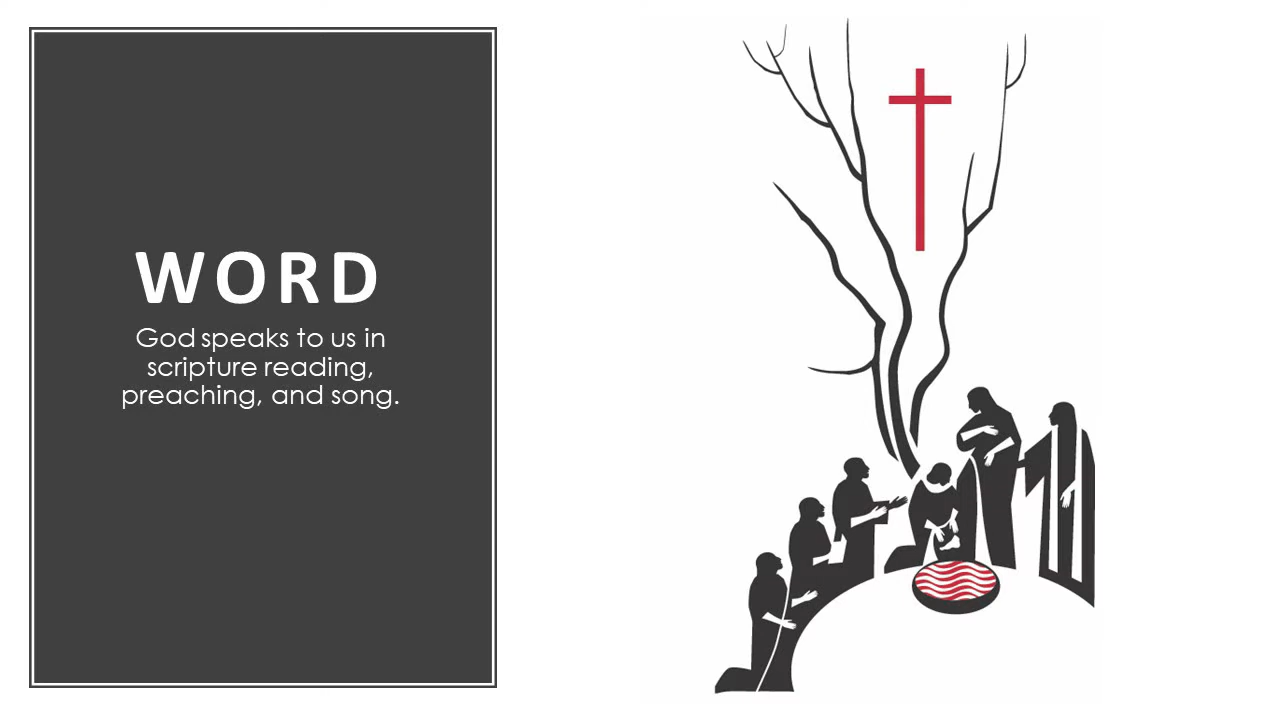 WORD
God speaks to us in
scripture reading,
preaching, and song.